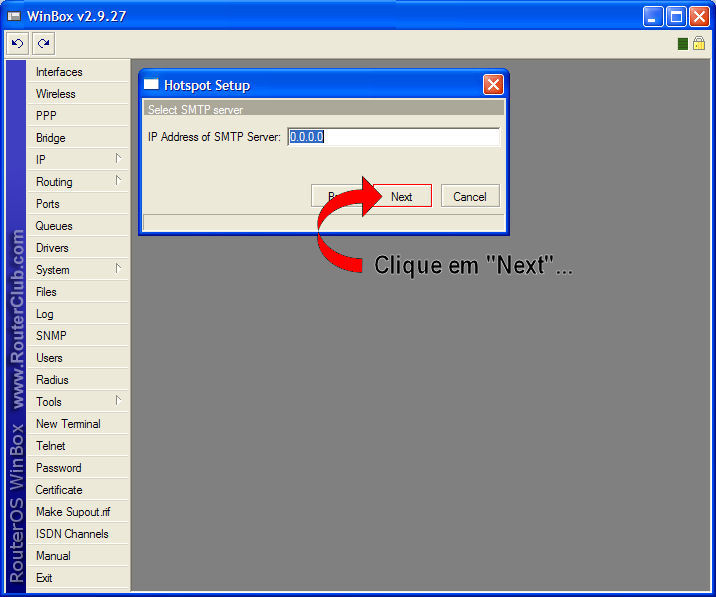 WinBox v2.9.27
Interfaces
Wireless
PPP
Bridge
IP
Routing
Ports
Queues
Drivers
System
Files
Log
SNMP
Users
Radius
Tools
New Terminal
Telnet
Password
Certificate
Make Supout.rif
ISDN Channels
Manual
Exit
RouterOS WinBox www.RouterClub.com
Hotspot Setup
Select SMTP server
IP Address of SMTP Server: 0.0.0.0
Next
Cancel
Clique em "Next"...